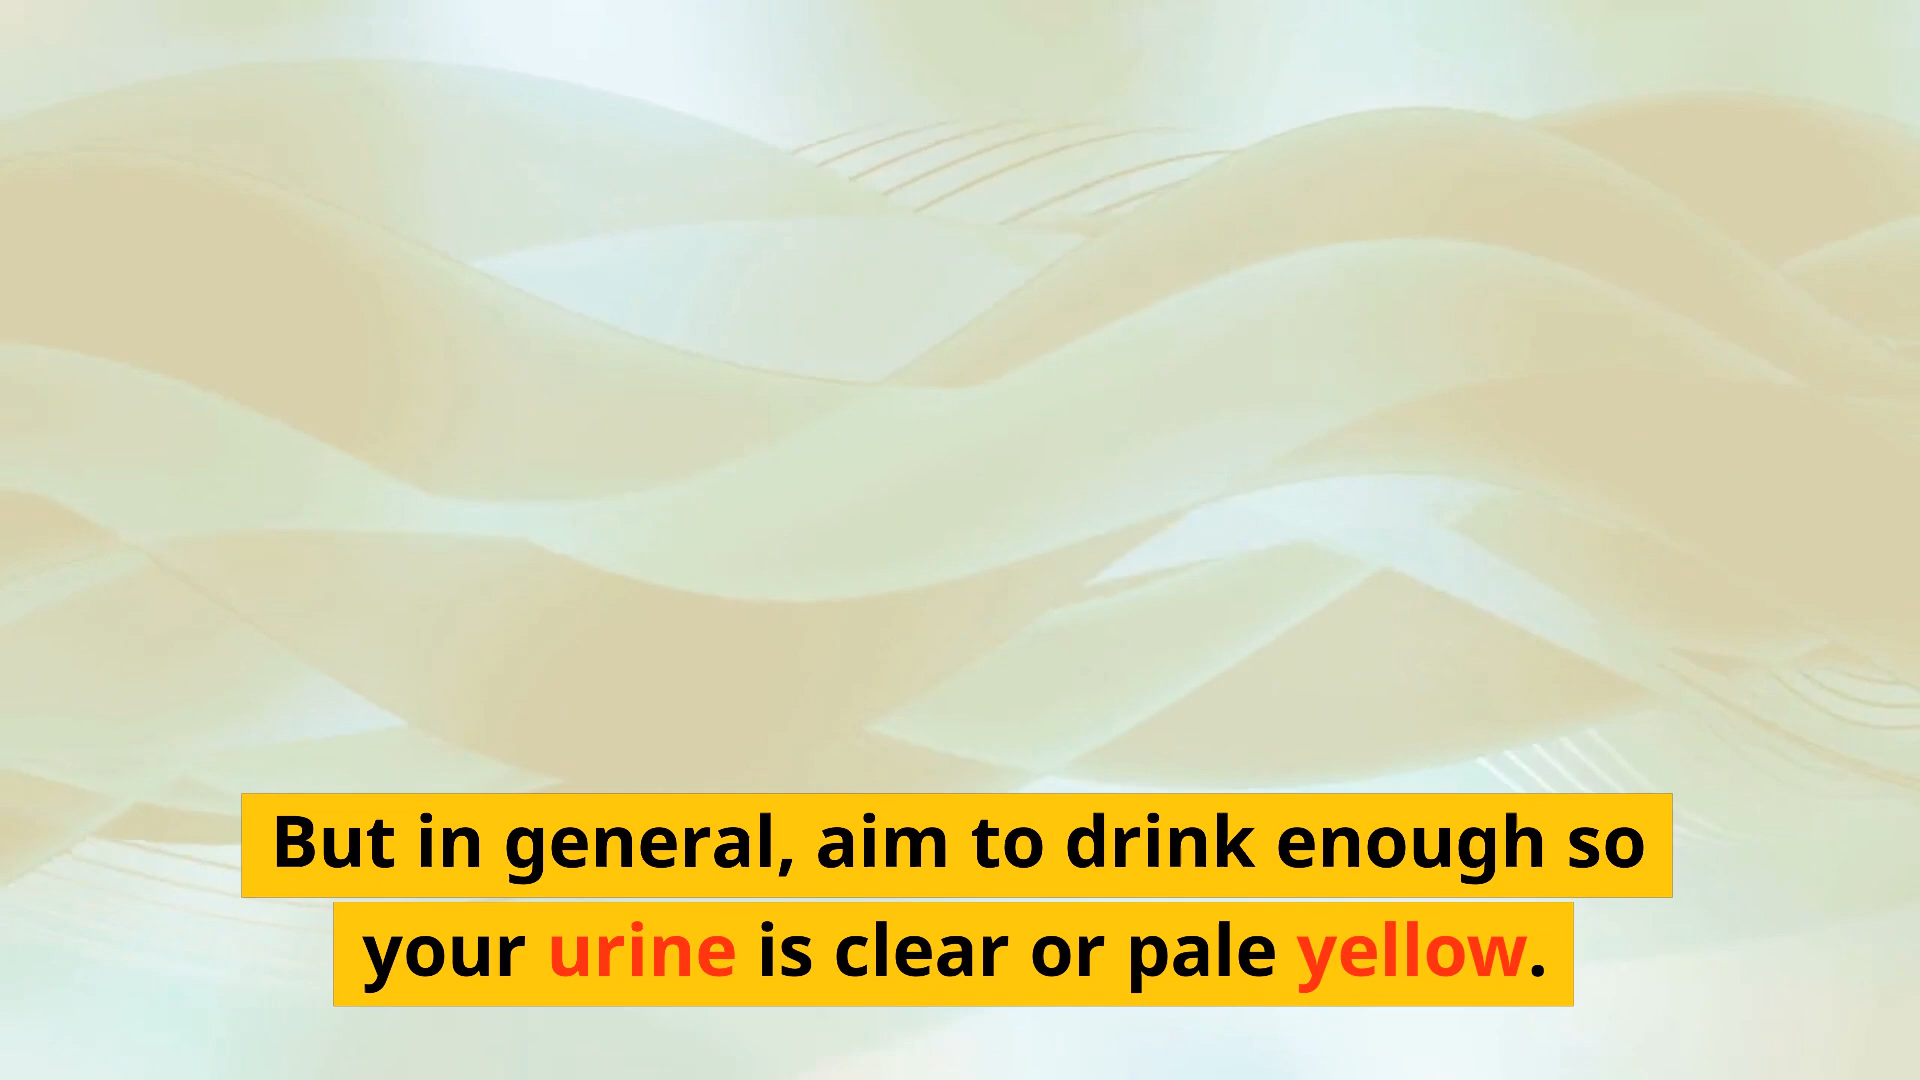 But in general, aim to drink enough so
your urine is clear or pale yellow.